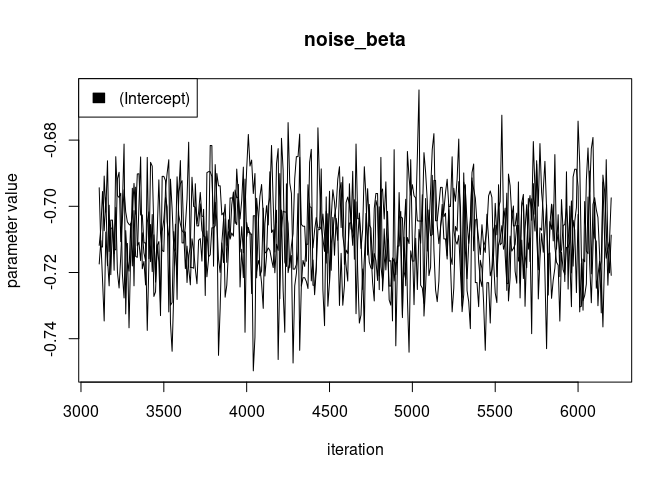 noise_beta
(Intercept)
parameter value
-0.68
-0.70
-0.72
-0.74
3000 3500 4000 4500 5000 5500 6000
iteration